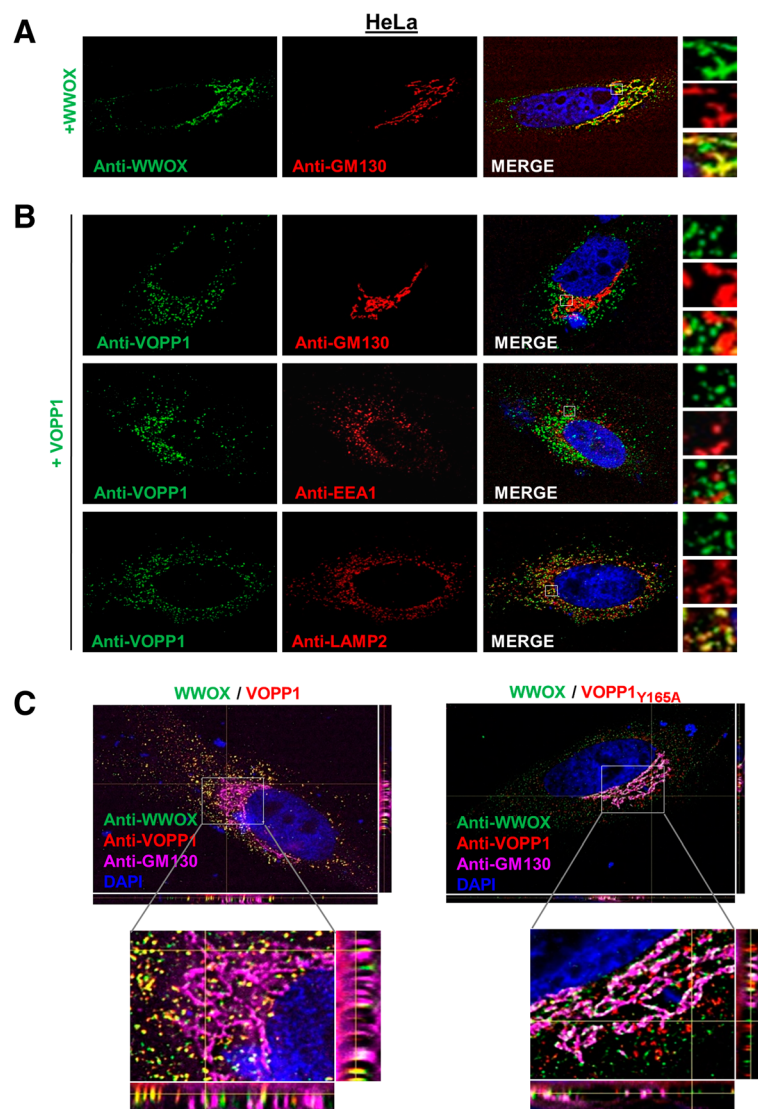 HeLa
A
+WWOX
Anti-WWOX
Anti-GM130
MERGE
B
+ VOPP1
Anti-VOPP1
Anti-GM130
MERGE
Anti-VOPP1
Anti-EEA1
MERGE
Anti-VOPP1
Anti-LAMP2
MERGE
C
WWOX / VOPP1
Anti-WWOX
Anti-VOPP1
Anti-GM130
DAPI
WWOX / VOPP1Y165A
Anti-WWOX
Anti-VOPP1
Anti-GM130
DAPI